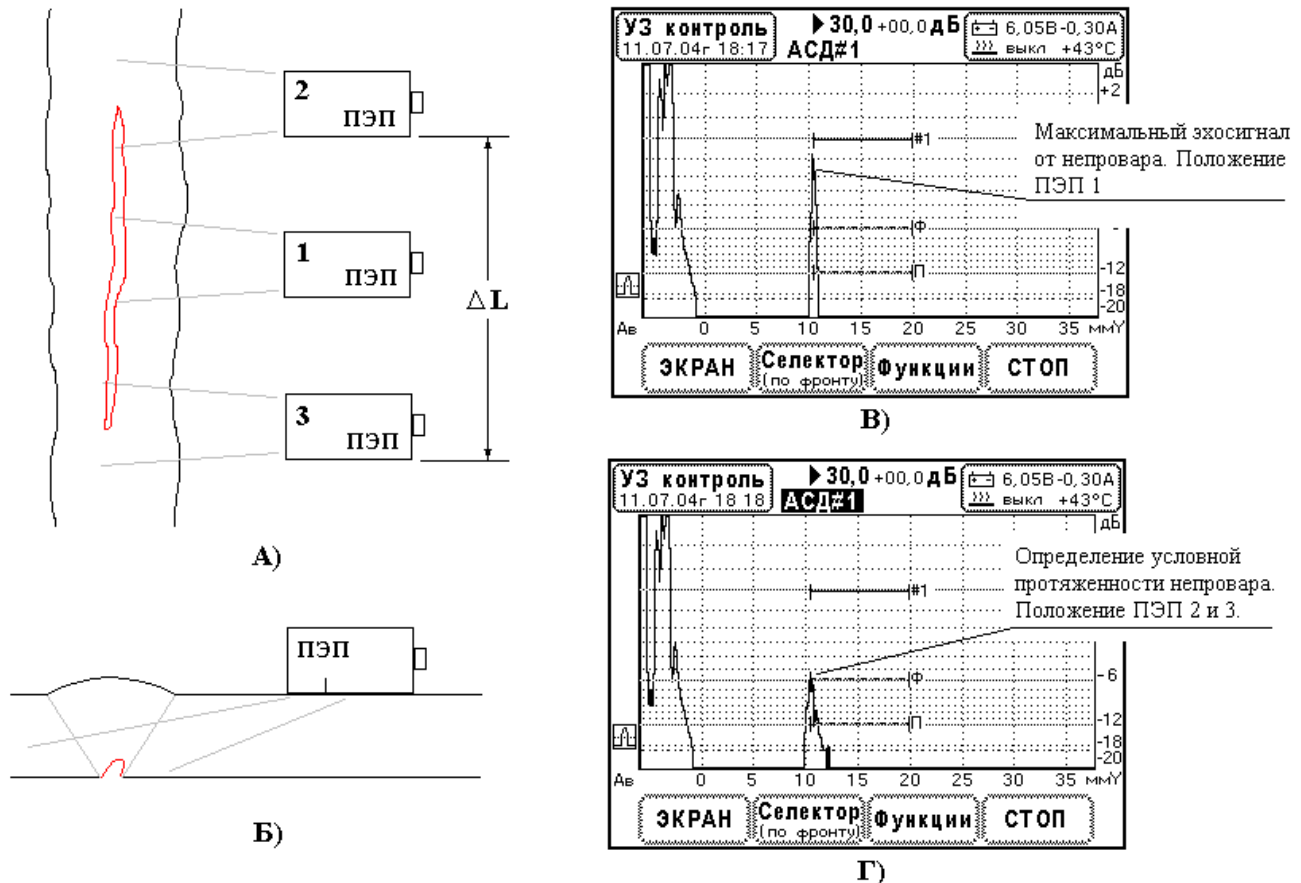 2
ПЭП
1
ПЭП
△L
3
ПЭП
А)
ПЭП
Б)
УЗ контроль
11.07.04г 18:17
30,0 +00,0 дБ
АСД#1
6,05В-0,30А
выкл +43°С
дБ
+2
#1
Ф
П
-
-12
-18
-20
Ав 0 5 10 15 20 25 30 35 ммY
ЭКРАН
Селектор
(по фронту)
Функции
СТОП
Максимальный эхосигнал
от непровара. Положение
ПЭП 1
В)
УЗ контроль
11.07.04г 18 18
30,0 +00,0 дБ
АСД#1
6,05В-0,30А
выкл +43°С
дБ
#1
Ф
П
-6
-12
-18
-20
Ав 0 5 10 15 20 25 30 35 ммY
ЭКРАН
Селектор
(по фронту)
Функции
СТОП
Определение условной
протяженности непровара.
Положение ПЭП 2 и 3.
Г)